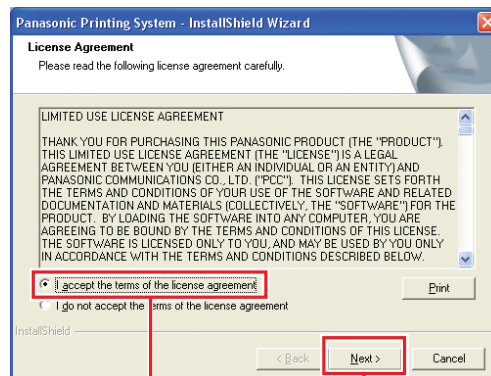 Panasonic Printing System - InstallShield Wizard
License Agreement
Please read the following license agreement carefully.
LIMITED USE LICENSE AGREEMENT
THANK YOU FOR PURCHASING THIS PANASONIC PRODUCT (THE "PRODUCT").
THIS LIMITED USE LICENSE AGREEMENT (THE "LICENSE") IS A LEGAL
AGREEMENT BETWEEN YOU (EITHER AN INDIVIDUAL OR AN ENTITY) AND
PANASONIC COMMUNICATIONS CO., LTD. ("PCC"). THIS LICENSE SETS FORTH
THE TERMS AND CONDITIONS OF YOUR USE OF THE SOFTWARE AND RELATED
DOCUMENTATION AND MATERIALS (COLLECTIVELY, THE "SOFTWARE") FOR THE
PRODUCT. BY LOADING THE SOFTWARE INTO ANY COMPUTER, YOU ARE
AGREEING TO BE BOUND BY THE TERMS AND CONDITIONS OF THIS LICENSE.
THE SOFTWARE IS LICENSED ONLY TO YOU, AND MAY BE USED BY YOU ONLY
IN ACCORDANCE WITH THE TERMS AND CONDITIONS DESCRIBED BELOW.
I accept the terms of the license agreement
Print
I do not accept the terms of the license agreement
InstallShield
< Back
Next >
Cancel